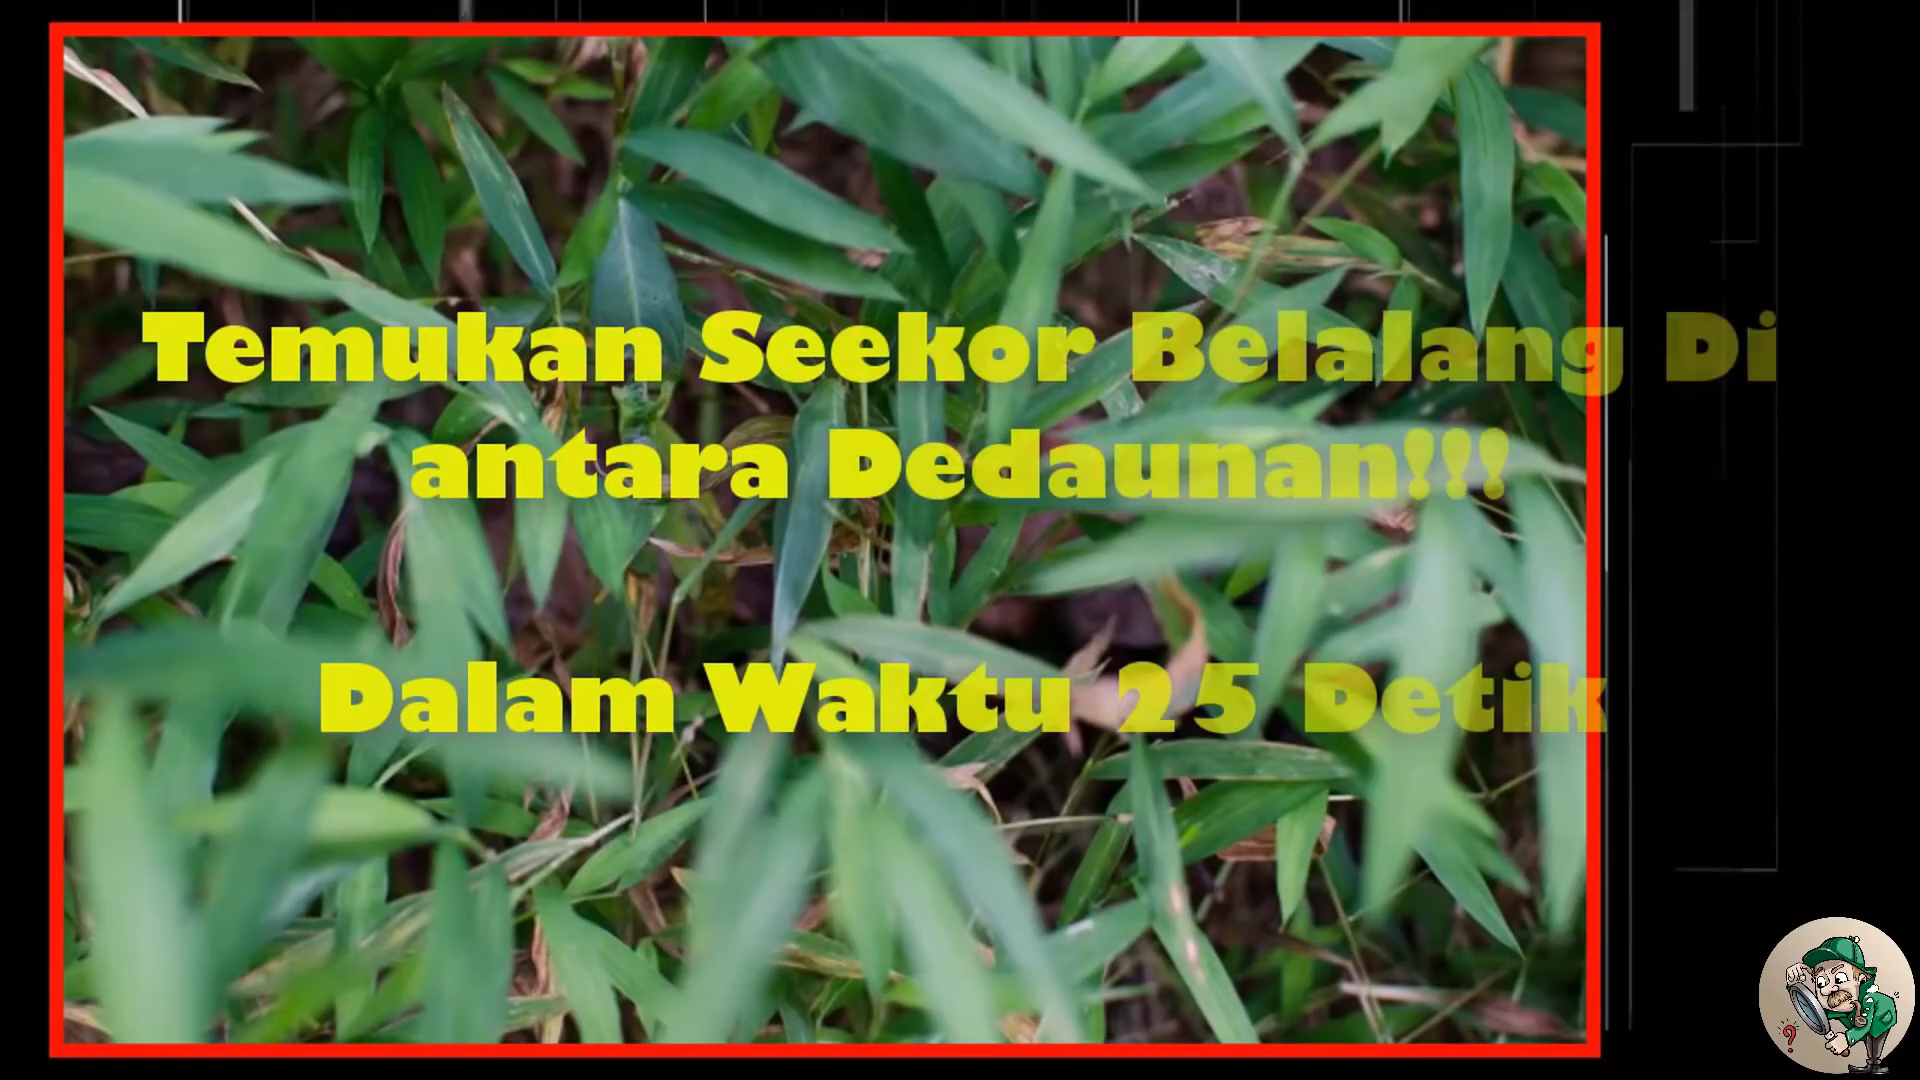 Temukan Seekor Belalang Di
antara Dedaunan!!!
Dalam Waktu 25 Detik
?